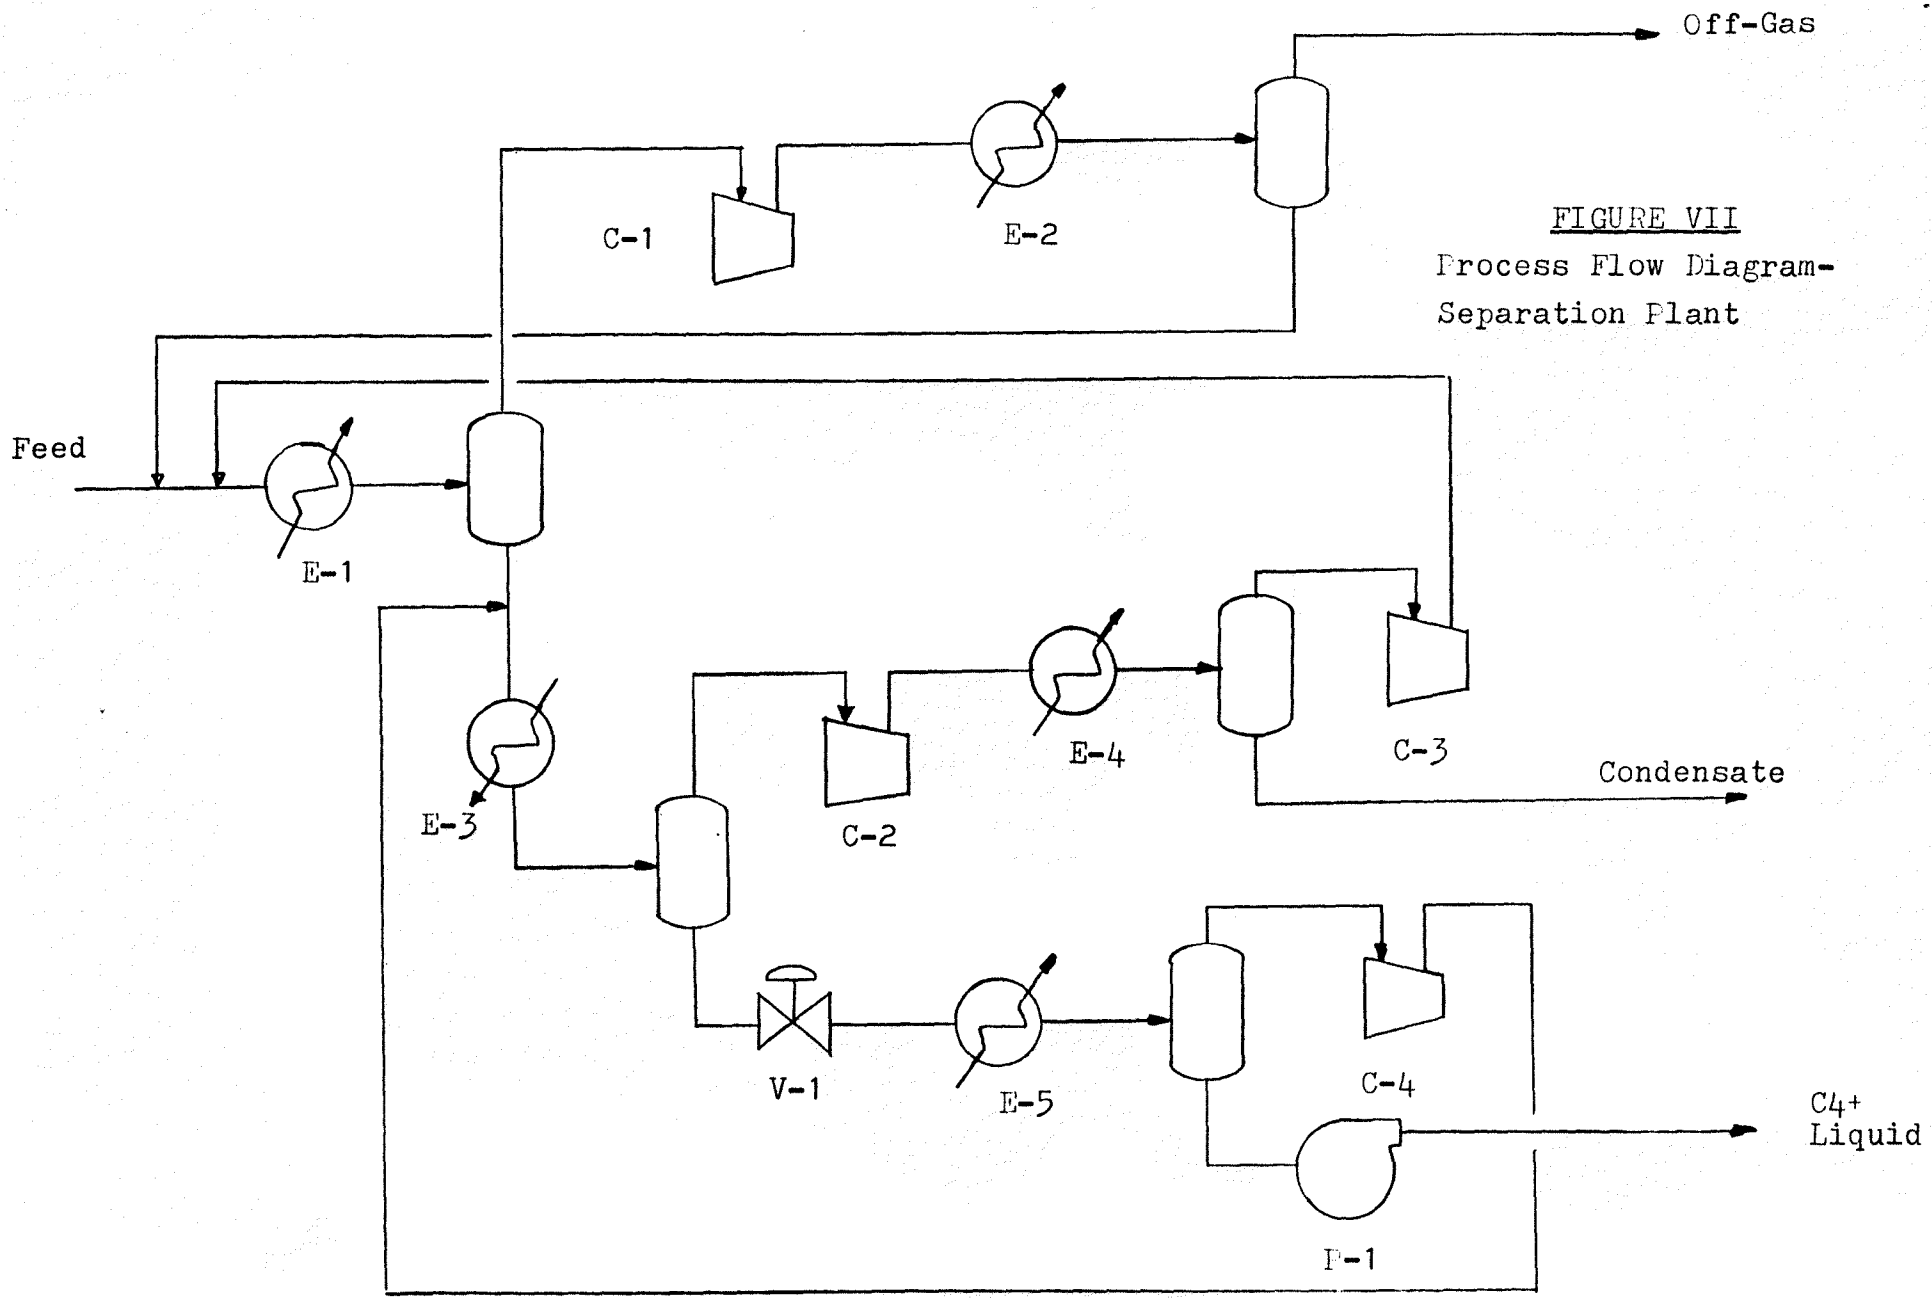 Off-Gas
C-1
E-2
FIGURE VII
Process Flow Diagram-
Separation Plant
Feed
E-1
E-3
C-2
E-4
C-3
Condensate
V-1
E-5
C-4
C4+
Liquid
P-1